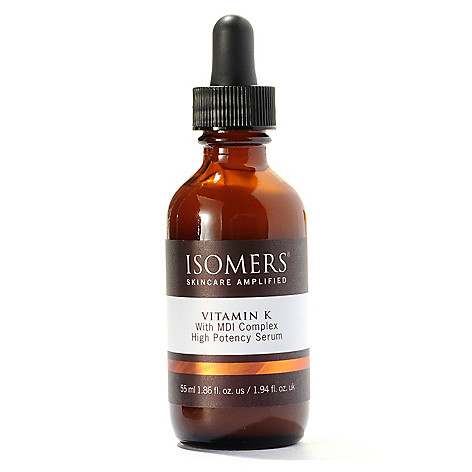 ISOMERS®
SKINCARE AMPLIFIED
VITAMIN K
With MDI Complex
High Potency Serum
55 ml 1.86 fl. oz. us / 1.94 fl. oz. uk